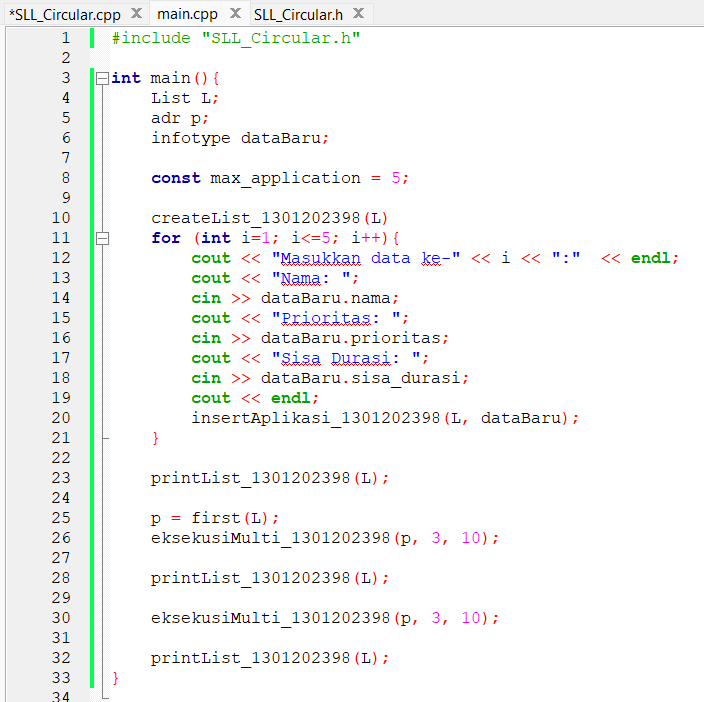 *SLL_Circular.cpp X main.cpp X SLL_Circular.h X
1 #include "SLL_Circular.h"
2
3 int main(){
4 List L;
5 adr p;
6 infotype dataBaru;
7
8 const max_application = 5;
9
10 createList_1301202398(L)
11 for (int i=1; i<=5; i++){
12 cout << "Masukkan data ke-" << i << ":"  << endl;
13 cout << "Nama: ";
14 cin >> dataBaru.nama;
15 cout << "Prioritas: ";
16 cin >> dataBaru.prioritas;
17 cout << "Sisa Durasi: ";
18 cin >> dataBaru.sisa_durasi;
19 cout << endl;
20 insertAplikasi_1301202398(L, dataBaru);
21 }
22
23 printList_1301202398(L);
24
25 p = first(L);
26 eksekusiMulti_1301202398(p, 3, 10);
27
28 printList_1301202398(L);
29
30 eksekusiMulti_1301202398(p, 3, 10);
31
32 printList_1301202398(L);
33 }
34